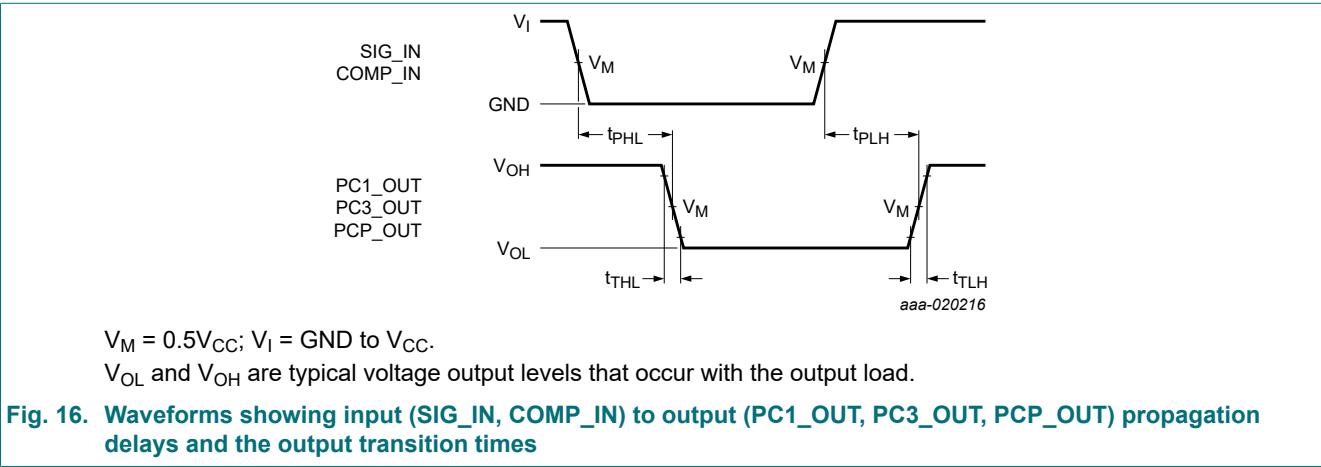 V_I
SIG_IN
COMP_IN
V_M
V_M
GND
t_PHL
t_PLH
V_OH
PC1_OUT
PC3_OUT
PCP_OUT
V_M
V_M
V_OL
t_THL
t_TLH
aaa-020216
V_M = 0.5V_CC; V_I = GND to V_CC.
V_OL and V_OH are typical voltage output levels that occur with the output load.
Fig. 16. Waveforms showing input (SIG_IN, COMP_IN) to output (PC1_OUT, PC3_OUT, PCP_OUT) propagation
delays and the output transition times